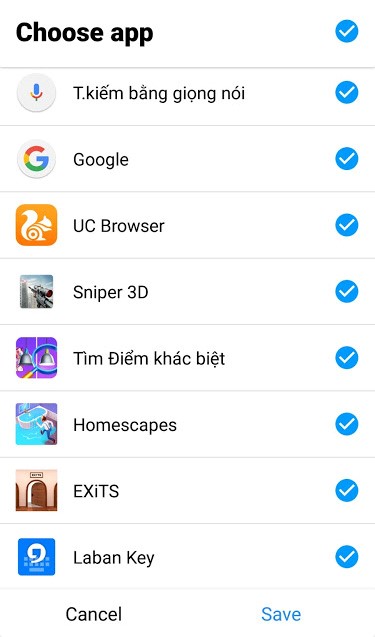 Choose app
T.kiếm bằng giọng nói
Google
UC Browser
Sniper 3D
Tìm Điểm khác biệt
Homescapes
EXiTS
EXiTS
Laban Key
Cancel
Save